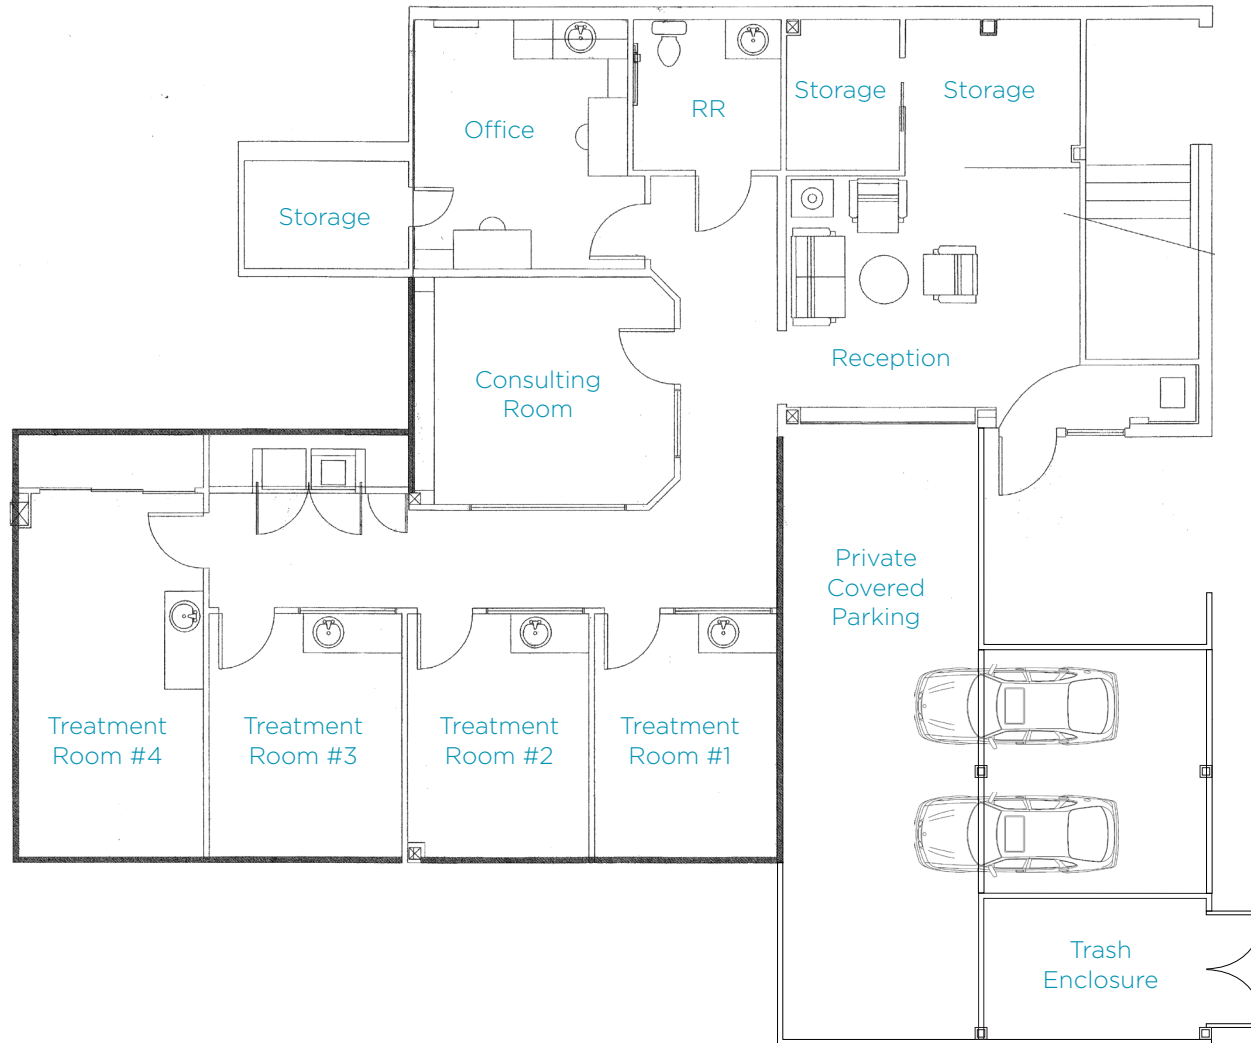 Office
RR
Storage
Storage
Storage
Consulting
Room
Reception
Private
Covered
Parking
Treatment
Room #4
Treatment
Room #3
Treatment
Room #2
Treatment
Room #1
Trash
Enclosure